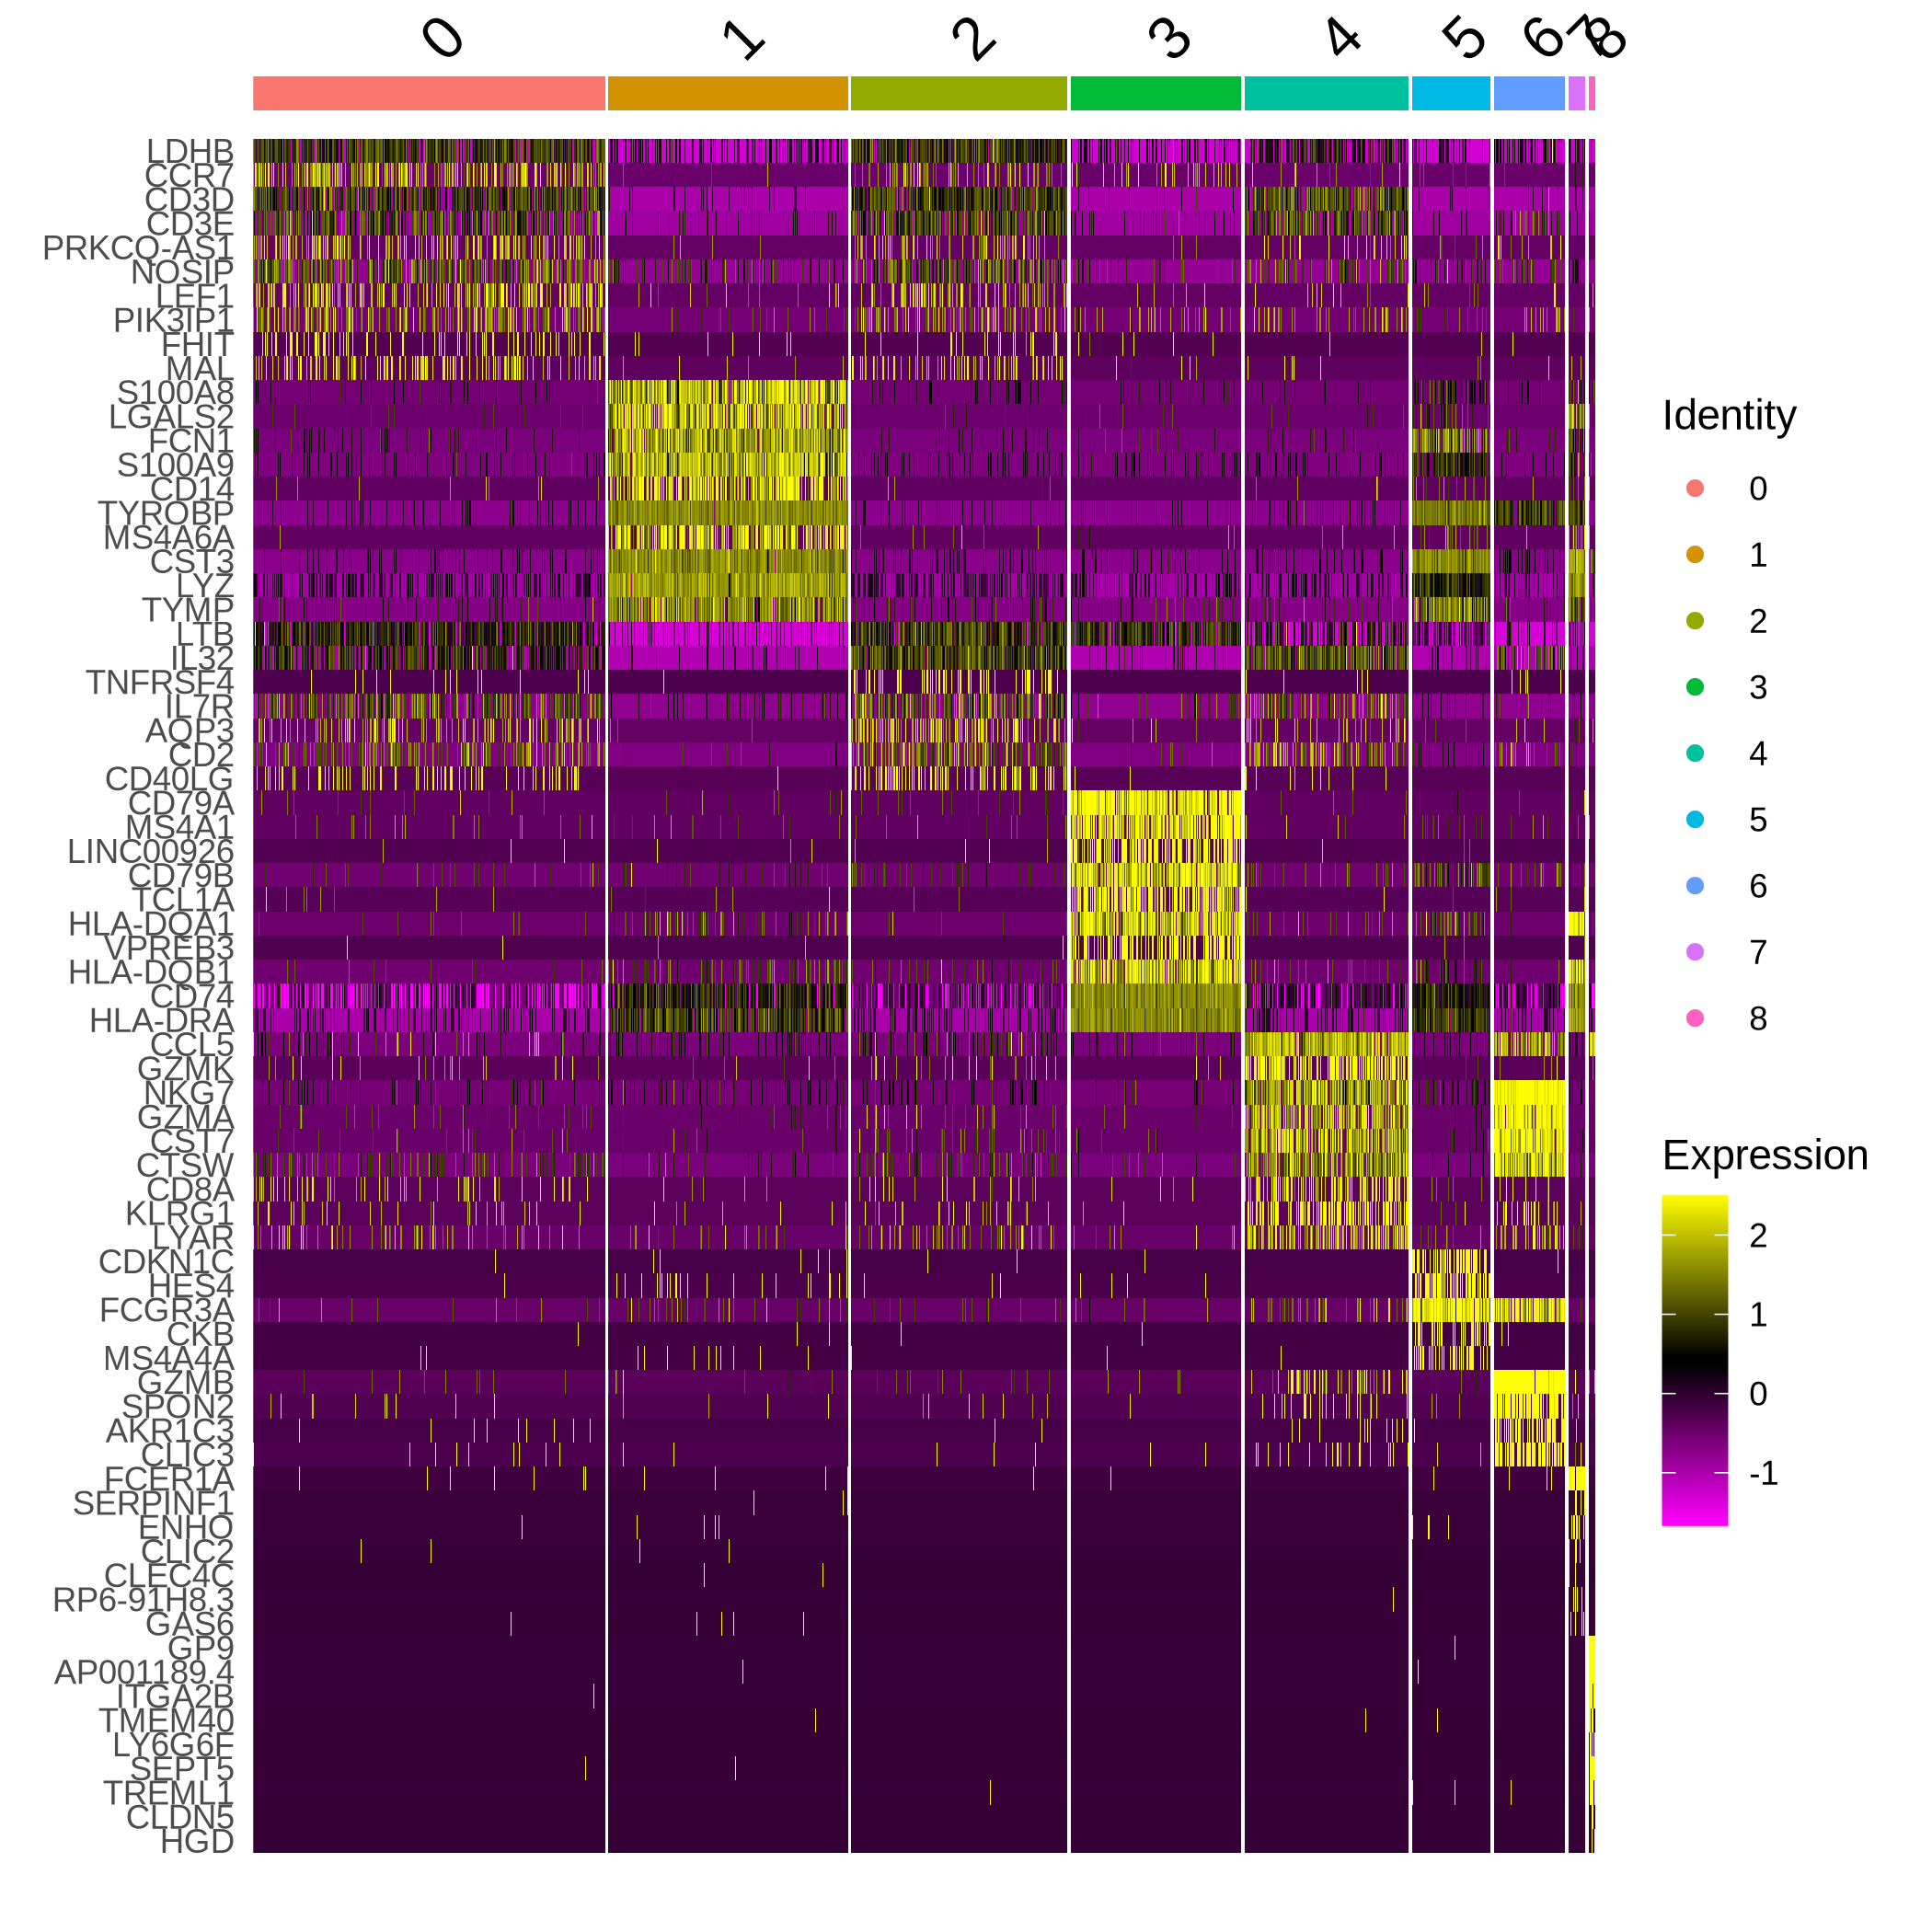 0 1 2 3 4 5 6 7 8
LDHB
CCR7
CD3D
CD3E
PRKCQ-AS1
NOSIP
LEF1
PIK3IP1
FHIT
MAL
S100A8
LGALS2
FCN1
S100A9
CD14
TYROBP
MS4A6A
CST3
LYZ
TYMP
LTB
IL32
TNFRSF4
IL7R
AQP3
CD2
CD40LG
CD79A
MS4A1
LINC00926
CD79B
TCL1A
HLA-DQA1
VPREB3
HLA-DQB1
CD74
HLA-DRA
CCL5
GZMK
NKG7
GZMA
CST7
CTSW
CD8A
KLRG1
LYAR
CDKN1C
HES4
FCGR3A
CKB
MS4A4A
GZMB
SPON2
AKR1C3
CLIC3
FCER1A
SERPINF1
ENHO
CLIC2
CLEC4C
RP6-91H8.3
GAS6
GP9
AP001189.4
ITGA2B
TMEM40
LY6G6F
SEPT5
TREML1
CLDN5
HGD
Identity
0
1
2
3
4
5
6
7
8
Expression
2
1
0
-1